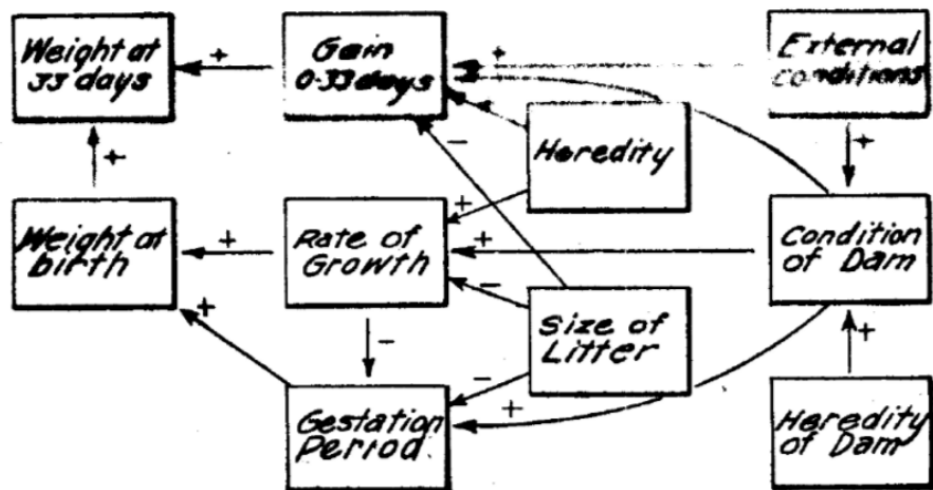 Weight at
33 days
+
Gain
0-33 days
+
External
conditions
+
+
Heredity
-
+
+
Weight at
birth
+
Rate of
Growth
+
+
Condition
of Dam
-
+
-
Size of
Litter
+
-
+
Gestation
Period
Heredity
of Dam